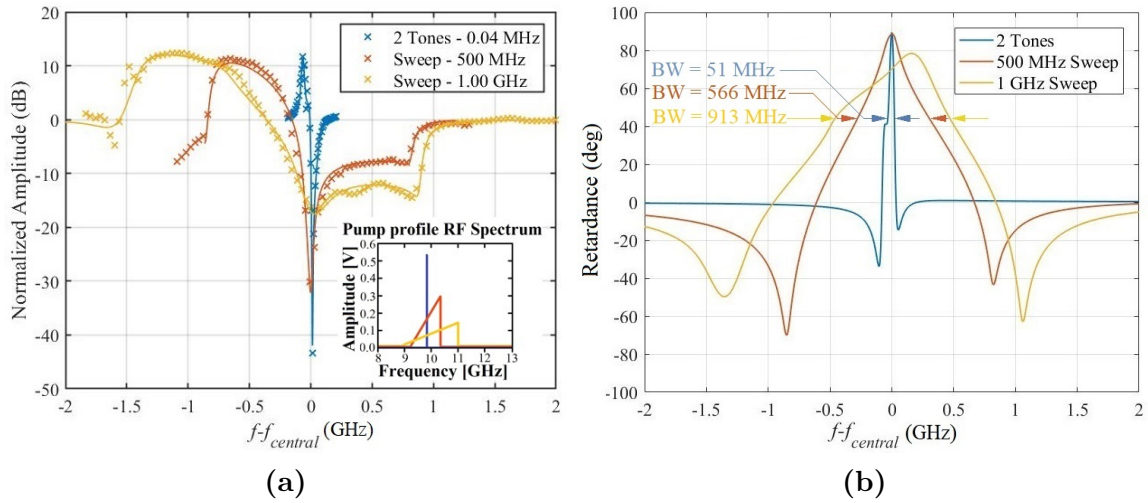 20
10
0
-10
-20
-30
-40
-50
Normalized Amplitude (dB)
2 Tones - 0.04 MHz
Sweep - 500 MHz
Sweep - 1.00 GHz
Pump profile RF Spectrum
Amplitude [V]
0.6
0.5
0.4
0.3
0.2
0.1
0.0
8 9 10 11 12 13
Frequency [GHz]
-2 -1.5 -1 -0.5 0 0.5 1 1.5 2
f-fcentral (GHz)
(a)
100
80
60
40
20
0
-20
-40
-60
-80
-100
Retardance (deg)
2 Tones
500 MHz Sweep
1 GHz Sweep
BW = 51 MHz
BW = 566 MHz
BW = 913 MHz
-2 -1.5 -1 -0.5 0 0.5 1 1.5 2
f-fcentral (GHz)
(b)